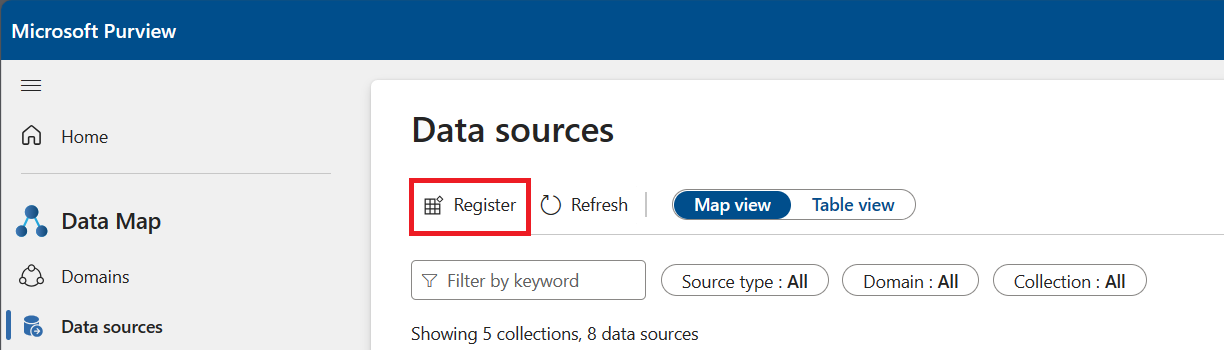 Microsoft Purview
Home
Data Map
Domains
Data sources
Data sources
Register Refresh Map view Table view
Filter by keyword Source type : All Domain : All Collection : All
Showing 5 collections, 8 data sources